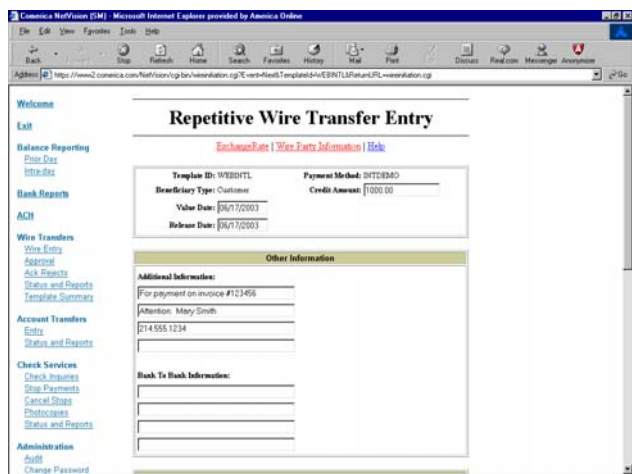 Comerica NetVision [SM] - Microsoft Internet Explorer provided by America Online
File Edit View Favorites Tools Help
Back Forward Stop Refresh Home Search Favorites History Mail Print Discuss Real.com Messenger Anonymizer
Address https://www2.comerica.com/NetVision/cgi-bin/wireinitiation.cgi?Event=Next&TemplateId=WEBINTL&ReturnURL=wireinitiation.cgi Go
Welcome
Exit
Balance Reporting
Prior Day
Intra-day
Bank Reports
ACH
Wire Transfers
Wire Entry
Approval
Ack Rejects
Status and Reports
Template Summary
Account Transfers
Entry
Status and Reports
Check Services
Check Inquiries
Stop Payments
Cancel Stops
Photocopies
Status and Reports
Administration
Audit
Change Password
Repetitive Wire Transfer Entry
ExchangeRate | Wire Party Information | Help
Template ID: WEBINTL Payment Method: INTDEMO
Beneficiary Type: Customer Credit Amount: 1000.00
Value Date: 06/17/2003
Release Date: 06/17/2003
Other Information
Additional Information:
For payment on invoice #123456
Attention: Mary Smith
214.555.1234
Bank To Bank Information: